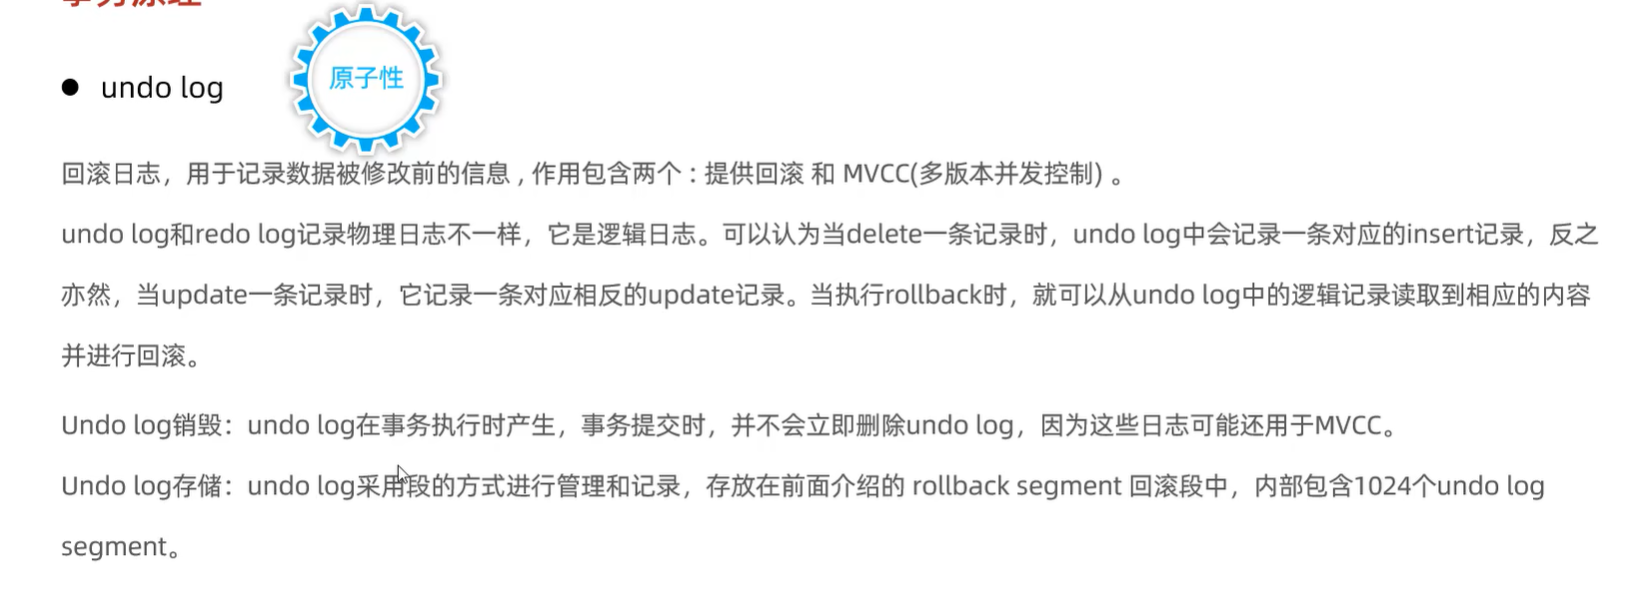 事务原理
undo log
原子性
回滚日志，用于记录数据被修改前的信息 , 作用包含两个 : 提供回滚 和 MVCC(多版本并发控制) 。
undo log和redo log记录物理日志不一样，它是逻辑日志。可以认为当delete一条记录时，undo log中会记录一条对应的insert记录，反之
亦然，当update一条记录时，它记录一条对应相反的update记录。当执行rollback时，就可以从undo log中的逻辑记录读取到相应的内容
并进行回滚。
Undo log销毁：undo log在事务执行时产生，事务提交时，并不会立即删除undo log，因为这些日志可能还用于MVCC。
Undo log存储：undo log采用段的方式进行管理和记录，存放在前面介绍的 rollback segment 回滚段中，内部包含1024个undo log
segment。